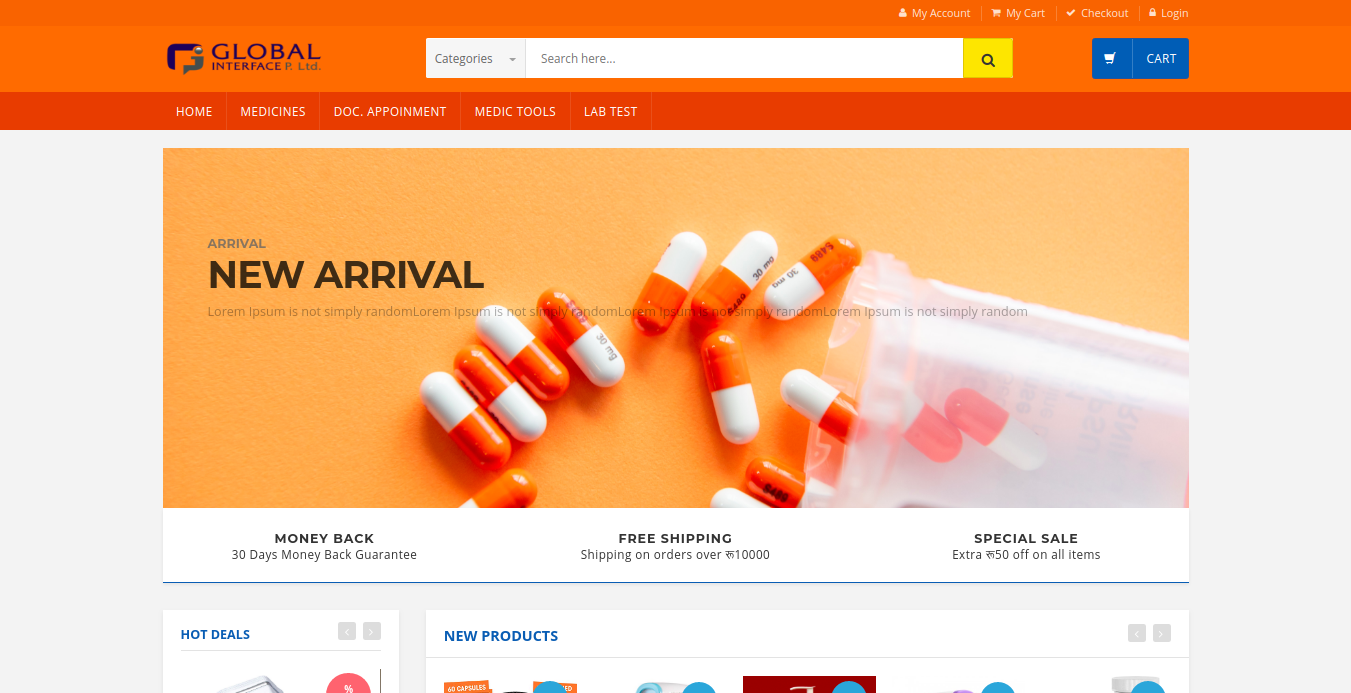 My Account
My Cart
Checkout
Login
GLOBAL
INTERFACE P. Ltd.
Categories
Search here...
CART
HOME
MEDICINES
DOC. APPOINMENT
MEDIC TOOLS
LAB TEST
ARRIVAL
NEW ARRIVAL
Lorem Ipsum is not simply randomLorem Ipsum is not simply randomLorem Ipsum is not simply randomLorem Ipsum is not simply random
30 mg
MONEY BACK
30 Days Money Back Guarantee
FREE SHIPPING
Shipping on orders over रू10000
SPECIAL SALE
Extra रू50 off on all items
HOT DEALS
NEW PRODUCTS
%
60 CAPSULES